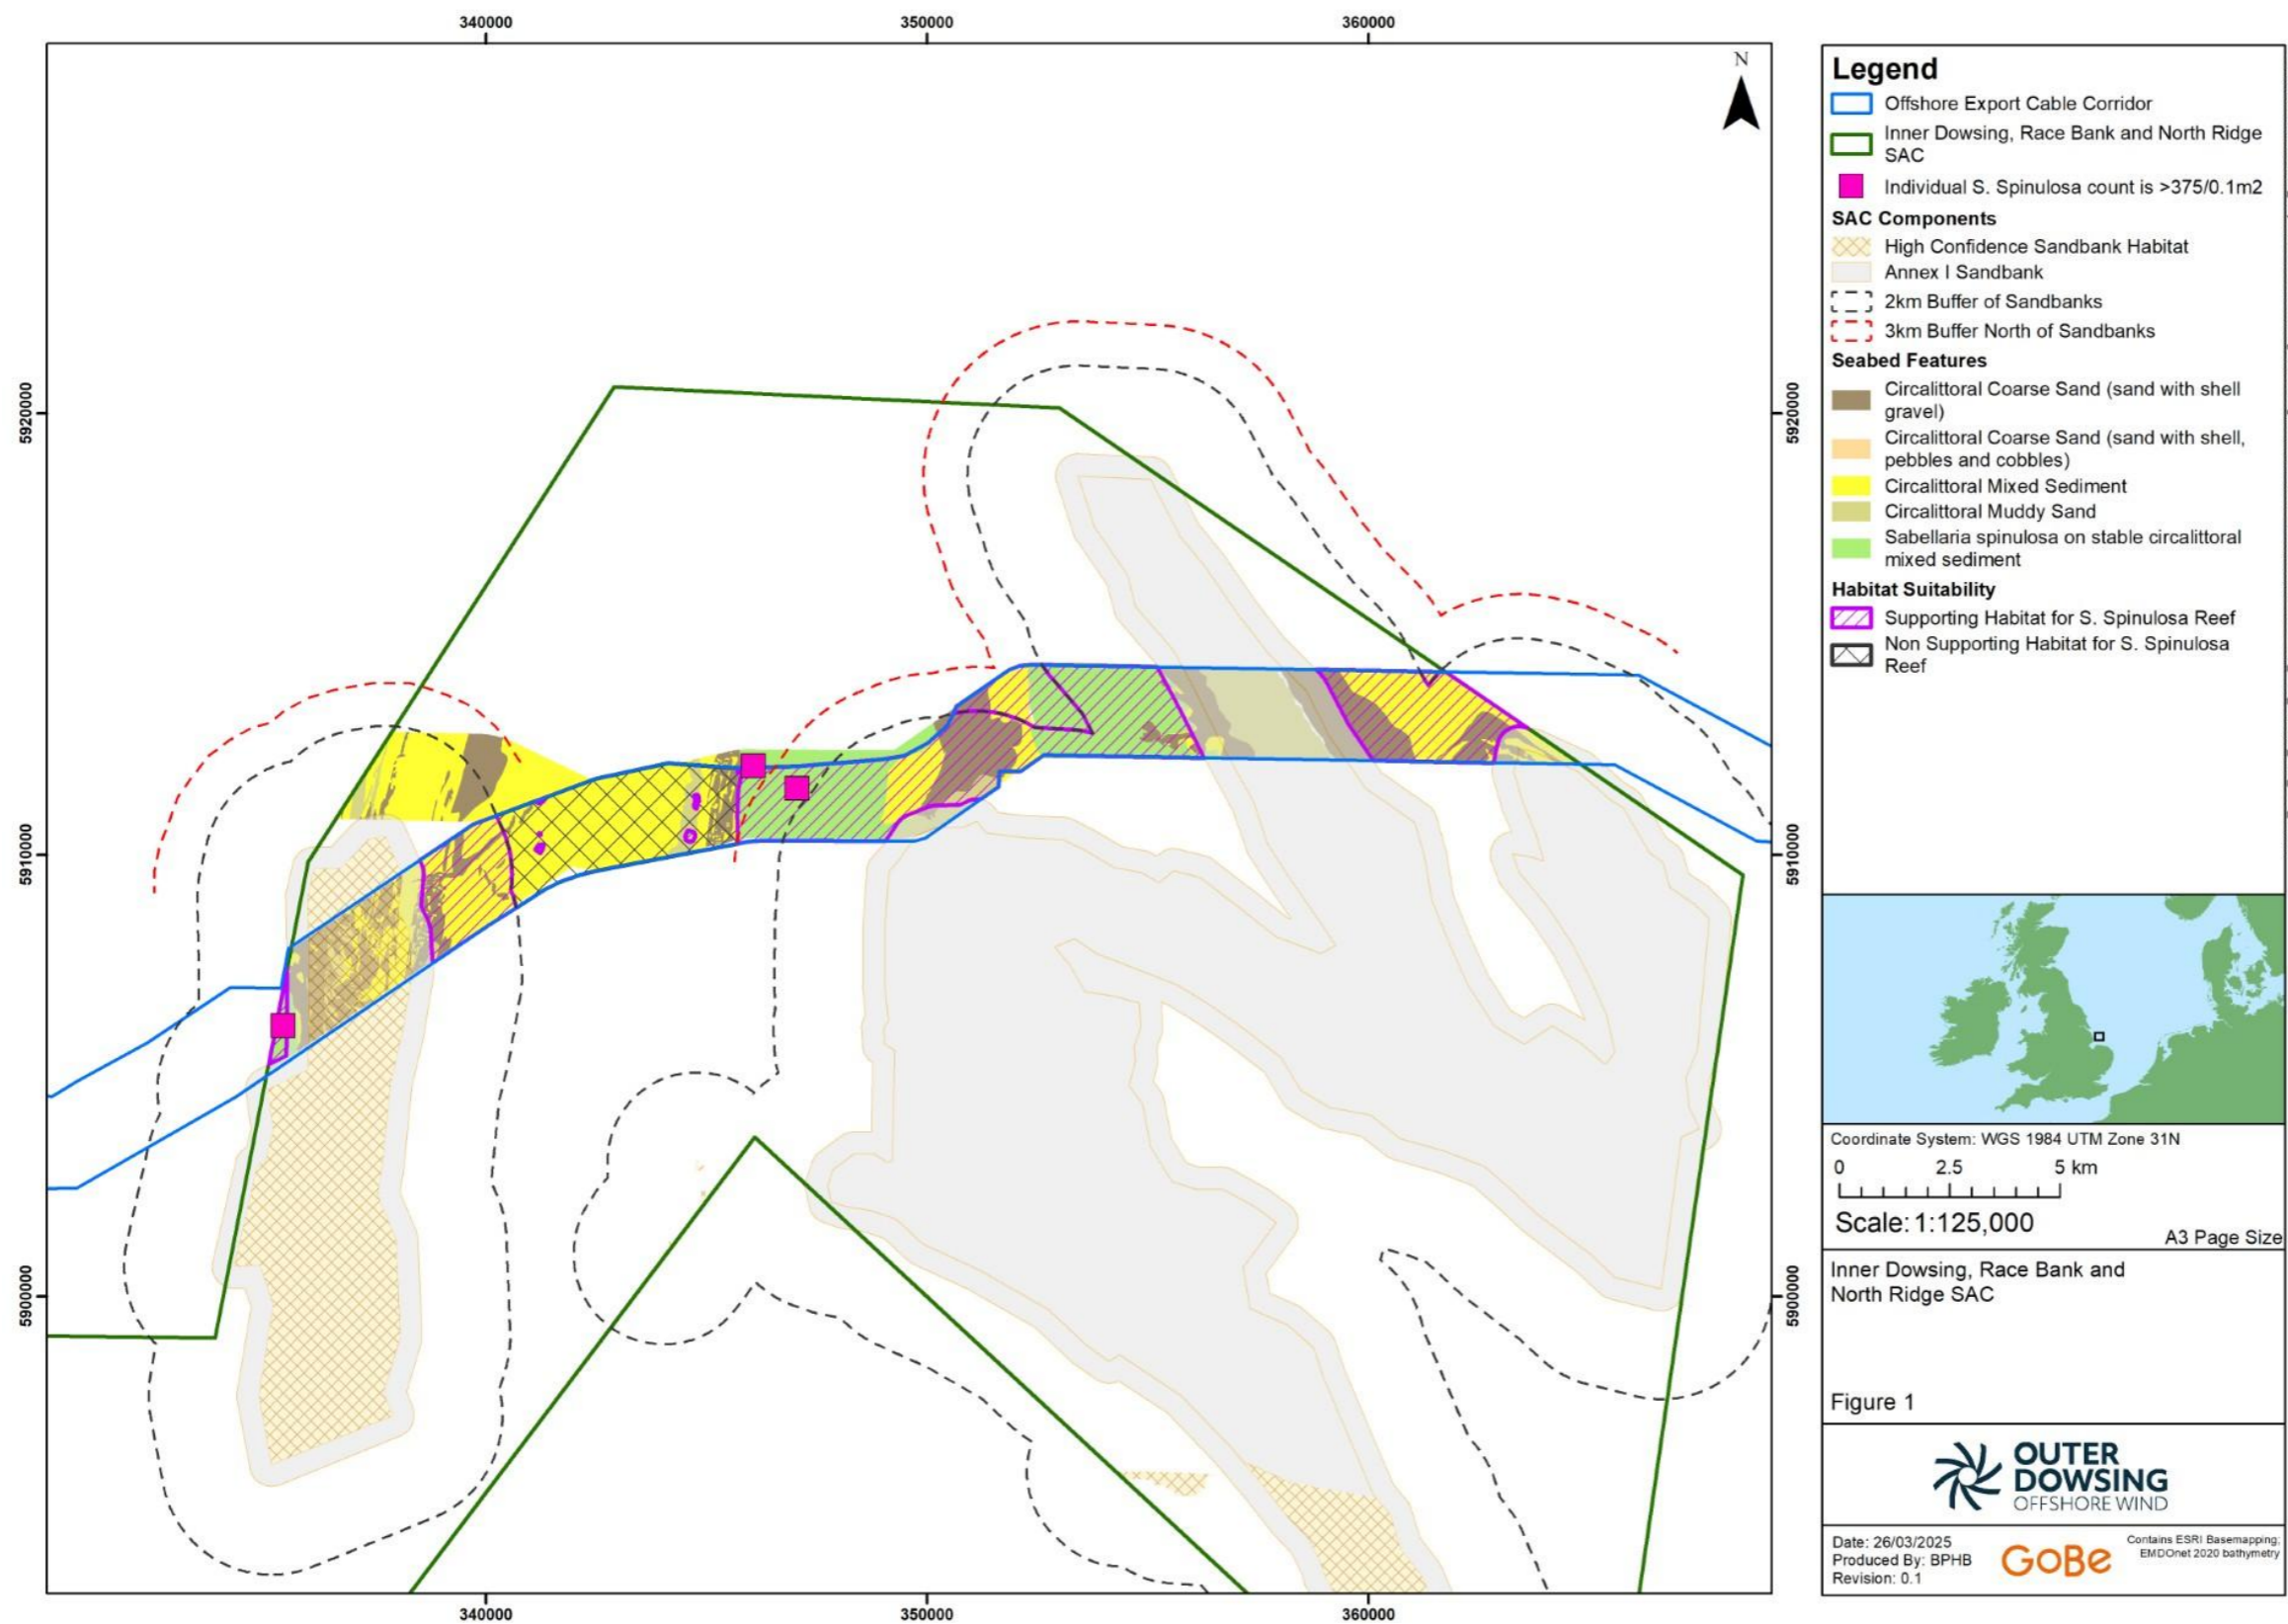 340000
350000
360000
N
5920000
5920000
5910000
5910000
5900000
5900000
340000
350000
360000
Legend
Offshore Export Cable Corridor
Inner Dowsing, Race Bank and North Ridge
SAC
Individual S. Spinulosa count is >375/0.1m2
SAC Components
High Confidence Sandbank Habitat
Annex I Sandbank
2km Buffer of Sandbanks
3km Buffer North of Sandbanks
Seabed Features
Circalittoral Coarse Sand (sand with shell
gravel)
Circalittoral Coarse Sand (sand with shell,
pebbles and cobbles)
Circalittoral Mixed Sediment
Circalittoral Muddy Sand
Sabellaria spinulosa on stable circalittoral
mixed sediment
Habitat Suitability
Supporting Habitat for S. Spinulosa Reef
Non Supporting Habitat for S. Spinulosa
Reef
Coordinate System: WGS 1984 UTM Zone 31N
0 2.5 5 km
Scale: 1:125,000
A3 Page Size
Inner Dowsing, Race Bank and
North Ridge SAC
Figure 1
OUTER
DOWSING
OFFSHORE WIND
Date: 26/03/2025
Produced By: BPHB
Revision: 0.1
GoBe
Contains ESRI Basemapping;
EMDOnet 2020 bathymetry